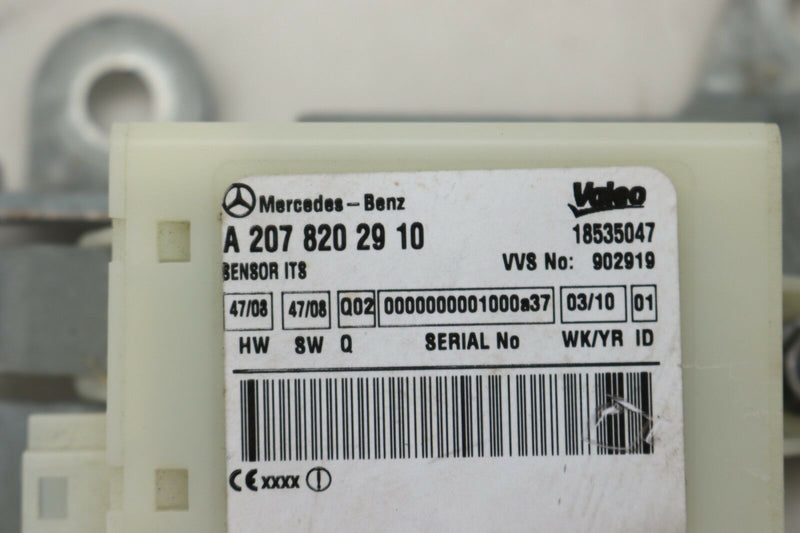 Mercedes-Benz Valeo
A 207 820 29 10 18535047
SENSOR ITS VVS No: 902919
47/08 47/08 Q02 0000000001000a37 03/10 01
HW SW Q SERIAL No WK/YR ID
CE xxxx